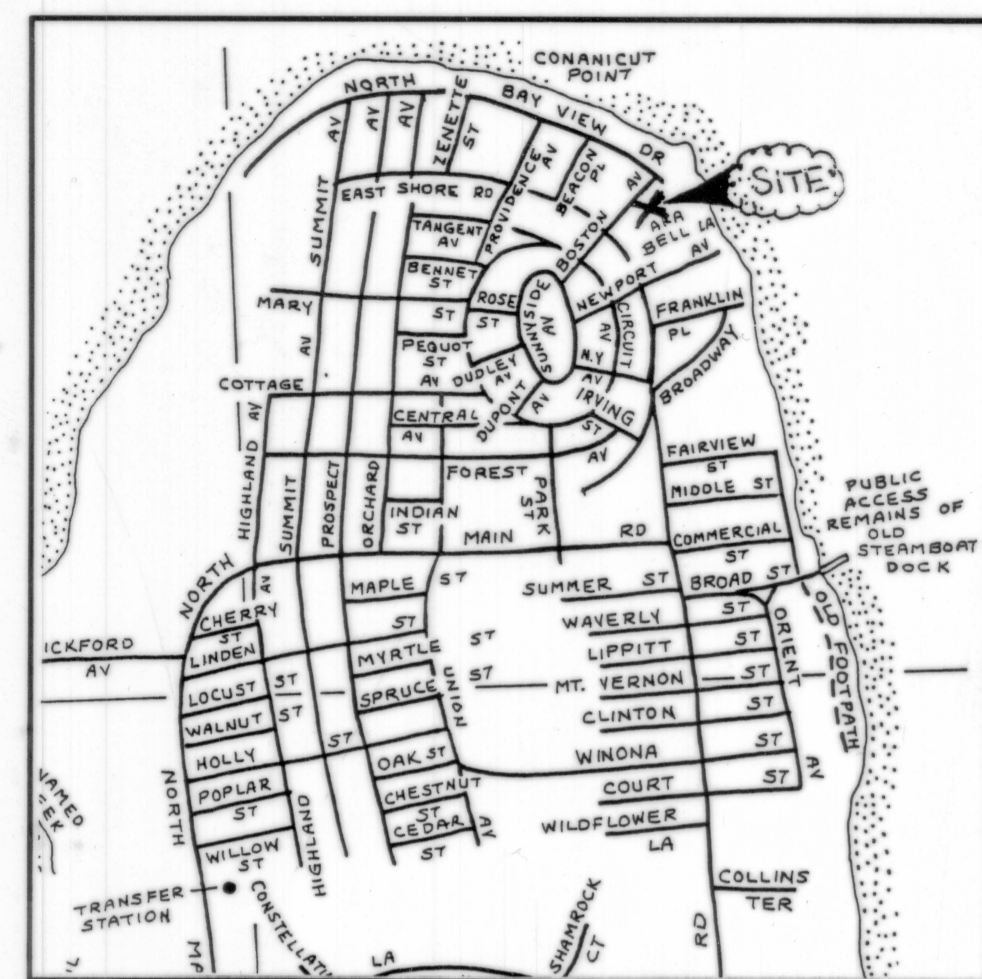 CONANICUT
POINT
NORTH BAY VIEW DR
SITE
AV
AV
AV
ZENETTE
ST
AV
BEACON
PL
AV
PROVIDENCE
SUMMIT
EAST SHORE RD
BOSTON
BELL LA
TANGENT
AV
NEWPORT AV
BENNET
ST
MARY
ST
ROSE
ST
SUNNYSIDE
AV
CIRCUIT
AV
FRANKLIN
PL
AV
PEQUOT
ST
N.Y
AV
BROADWAY
COTTAGE
AV
DUDLEY
AV
DUPONT
AV
IRVING
ST
CENTRAL
AV
AV
HIGHLAND AV
FOREST
FAIRVIEW
ST
MIDDLE ST
PUBLIC
ACCESS
REMAINS OF
OLD
STEAMBOAT
DOCK
SUMMIT
PROSPECT
ORCHARD
INDIAN
ST
PARK
ST
MAIN RD
COMMERCIAL
ST
NORTH
AV
MAPLE ST
SUMMER ST
BROAD ST
CHERRY
ST
ST
WAVERLY ST
ORIENT
OLD FOOTPATH
ICKFORD
AV
LINDEN
MYRTLE ST
LIPPITT ST
LOCUST ST
SPRUCE ST
UNION
MT. VERNON ST
WALNUT ST
CLINTON ST
HOLLY
ST
OAK ST
WINONA ST
AV
NORTH
POPLAR
ST
HIGHLAND
CHESTNUT
ST
AV
COURT ST
VAMED
EEK
WILLOW
ST
CEDAR
ST
WILDFLOWER
LA
TRANSFER
STATION
COLLINS
TER
SHAMROCK
CT
RD
LA